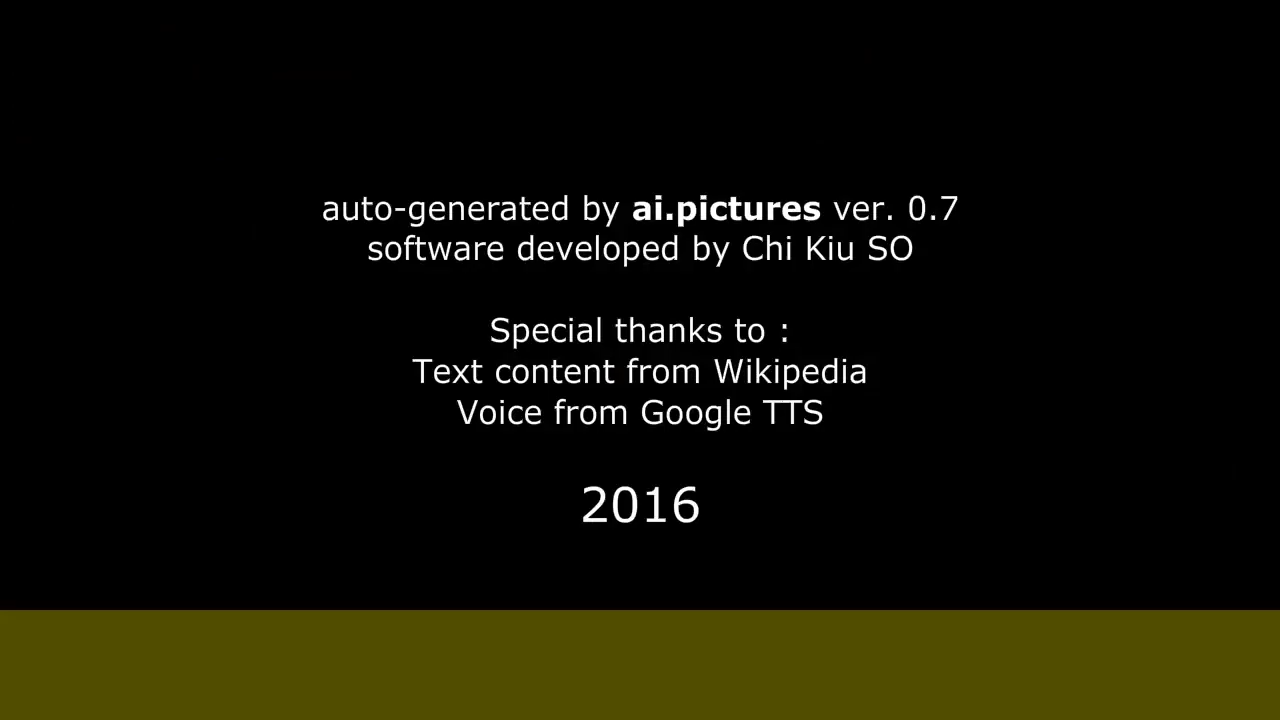 auto-generated by ai.pictures ver. 0.7
software developed by Chi Kiu SO
Special thanks to :
Text content from Wikipedia
Voice from Google TTS
2016